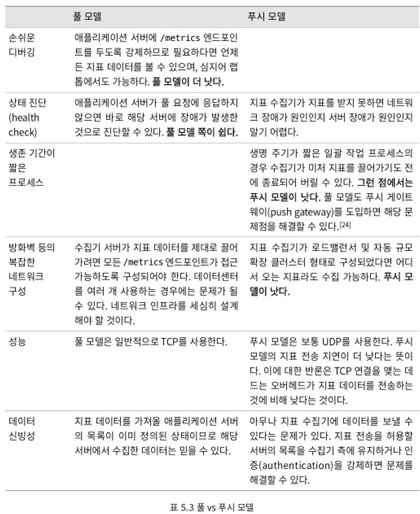 풀 모델
푸시 모델
손쉬운
디버깅
애플리케이션 서버에 /metrics 엔드포인
트를 두도록 강제하므로 필요하다면 언제
든 지표 데이터를 볼 수 있으며, 심지어 랩
톱에서도 가능하다. 풀 모델이 더 낫다.
상태 진단
(health
check)
애플리케이션 서버가 풀 요청에 응답하지
않으면 바로 해당 서버에 장애가 발생한
것으로 진단할 수 있다. 풀 모델 쪽이 쉽다.
지표 수집기가 지표를 받지 못하면 네트워
크 장애가 원인인지 서버 장애가 원인인지
알기 어렵다.
생존 기간이
짧은
프로세스
생명 주기가 짧은 일괄 작업 프로세스의
경우 수집기가 미처 지표를 끌어가기도 전
에 종료되어 버릴 수 있다. 그런 점에서는
푸시 모델이 낫다. 풀 모델도 푸시 게이트
웨이(push gateway)를 도입하면 해당 문
제점을 해결할 수 있다.[24]
방화벽 등의
복잡한
네트워크
구성
수집기 서버가 지표 데이터를 제대로 끌어
가려면 모든 /metrics 엔드포인트가 접근
가능하도록 구성되어야 한다. 데이터센터
를 여러 개 사용하는 경우에는 문제가 될
수 있다. 네트워크 인프라를 세심히 설계
해야 할 것이다.
지표 수집기가 로드밸런서 및 자동 규모
확장 클러스터 형태로 구성되었다면 어디
서 오는 지표라도 수집 가능하다. 푸시 모
델이 낫다.
성능
풀 모델은 일반적으로 TCP를 사용한다.
푸시 모델은 보통 UDP를 사용한다. 푸시
모델의 지표 전송 지연이 더 낮다는 뜻이
다. 이에 대한 반론은 TCP 연결을 맺는 데
드는 오버헤드가 지표 데이터를 전송하는
것에 비해 낮다는 것이다.
데이터
신빙성
지표 데이터를 가져올 애플리케이션 서버
의 목록이 이미 정의된 상태이므로 해당
서버에서 수집한 데이터는 믿을 수 있다.
아무나 지표 수집기에 데이터를 보낼 수
있다는 문제가 있다. 지표 전송을 허용할
서버의 목록을 수집기 측에 유지하거나 인
증(authentication)을 강제하면 문제를
해결할 수 있다.
표 5.3 풀 vs 푸시 모델